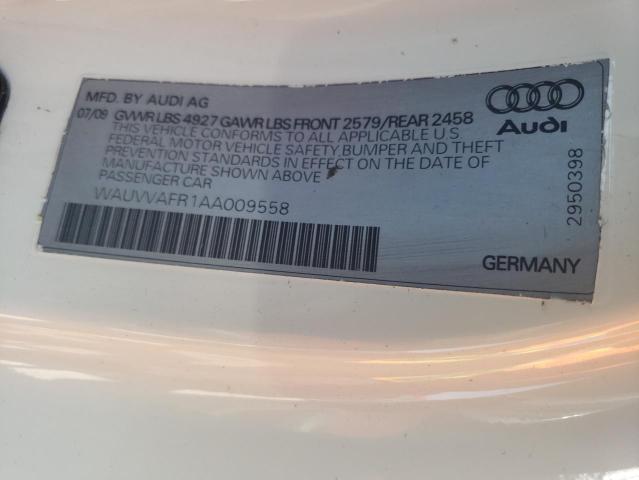 MFD. BY AUDI AG
07/09 GVWR LBS 4927 GAWR LBS FRONT 2579/REAR 2458
THIS VEHICLE CONFORMS TO ALL APPLICABLE U S
FEDERAL MOTOR VEHICLE SAFETY, BUMPER AND THEFT
PREVENTION STANDARDS IN EFFECT ON THE DATE OF
MANUFACTURE SHOWN ABOVE
PASSENGER CAR
WAUVVAFR1AA009558
Audi
2950398
GERMANY